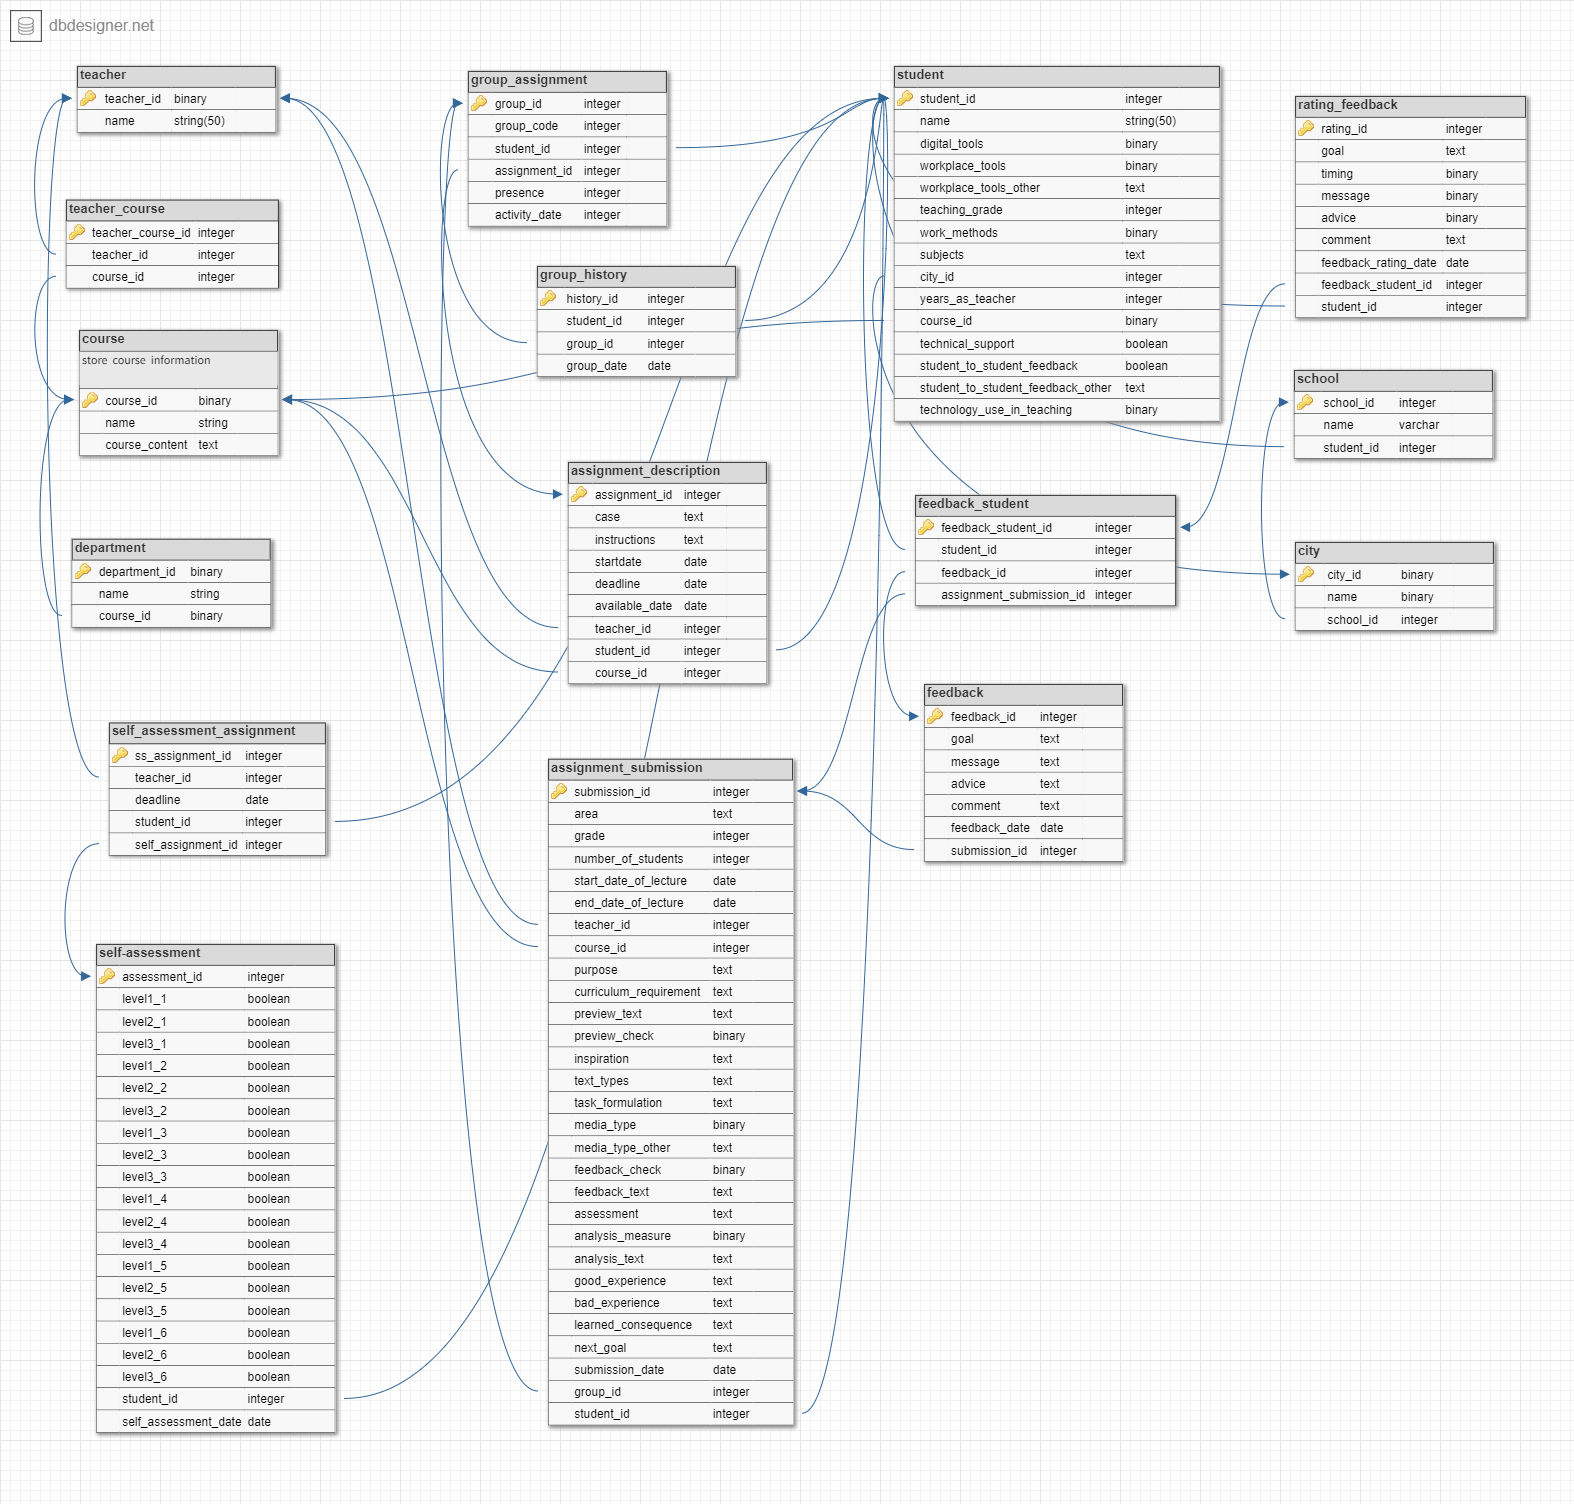 dbdesigner.net
teacher
teacher_id binary
name string(50)
teacher_course
teacher_course_id integer
teacher_id integer
course_id integer
course
store course information
course_id binary
name string
course_content text
department
department_id binary
name string
course_id binary
self_assessment_assignment
ss_assignment_id integer
teacher_id integer
deadline date
student_id integer
self_assignment_id integer
self-assessment
assessment_id integer
level1_1 boolean
level2_1 boolean
level3_1 boolean
level1_2 boolean
level2_2 boolean
level3_2 boolean
level1_3 boolean
level2_3 boolean
level3_3 boolean
level1_4 boolean
level2_4 boolean
level3_4 boolean
level1_5 boolean
level2_5 boolean
level3_5 boolean
level1_6 boolean
level2_6 boolean
level3_6 boolean
student_id integer
self_assessment_date date
group_assignment
group_id integer
group_code integer
student_id integer
assignment_id integer
presence integer
activity_date integer
group_history
history_id integer
student_id integer
group_id integer
group_date date
assignment_description
assignment_id integer
case text
instructions text
startdate date
deadline date
available_date date
teacher_id integer
student_id integer
course_id integer
assignment_submission
submission_id integer
area text
grade integer
number_of_students integer
start_date_of_lecture date
end_date_of_lecture date
teacher_id integer
course_id integer
purpose text
curriculum_requirement text
preview_text text
preview_check binary
inspiration text
text_types text
task_formulation text
media_type binary
media_type_other text
feedback_check binary
feedback_text text
assessment text
analysis_measure binary
analysis_text text
good_experience text
bad_experience text
learned_consequence text
next_goal text
submission_date date
group_id integer
student_id integer
student
student_id integer
name string(50)
digital_tools binary
workplace_tools binary
workplace_tools_other text
teaching_grade integer
work_methods binary
subjects text
city_id integer
years_as_teacher integer
course_id binary
technical_support boolean
student_to_student_feedback boolean
student_to_student_feedback_other text
technology_use_in_teaching binary
feedback_student
feedback_student_id integer
student_id integer
feedback_id integer
assignment_submission_id integer
feedback
feedback_id integer
goal text
message text
advice text
comment text
feedback_date date
submission_id integer
rating_feedback
rating_id integer
goal text
timing binary
message binary
advice binary
comment text
feedback_rating_date date
feedback_student_id integer
student_id integer
school
school_id integer
name varchar
student_id integer
city
city_id binary
name binary
school_id integer